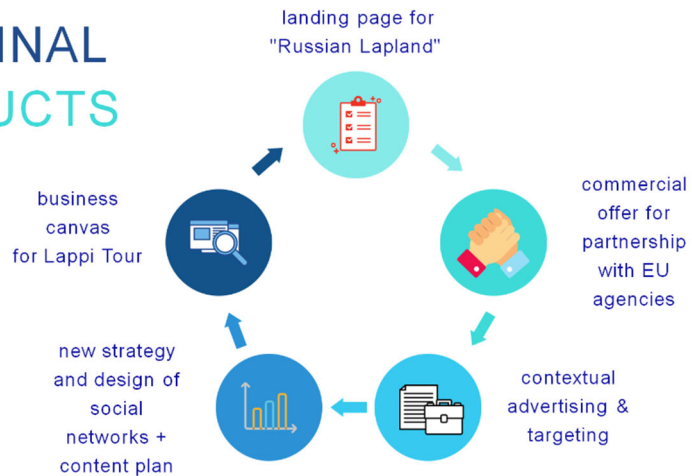 INAL
UCTS
landing page for
"Russian Lapland"
commercial
offer for
partnership
with EU
agencies
contextual
advertising &
targeting
new strategy
and design of
social
networks +
content plan
business
canvas
for Lappi Tour